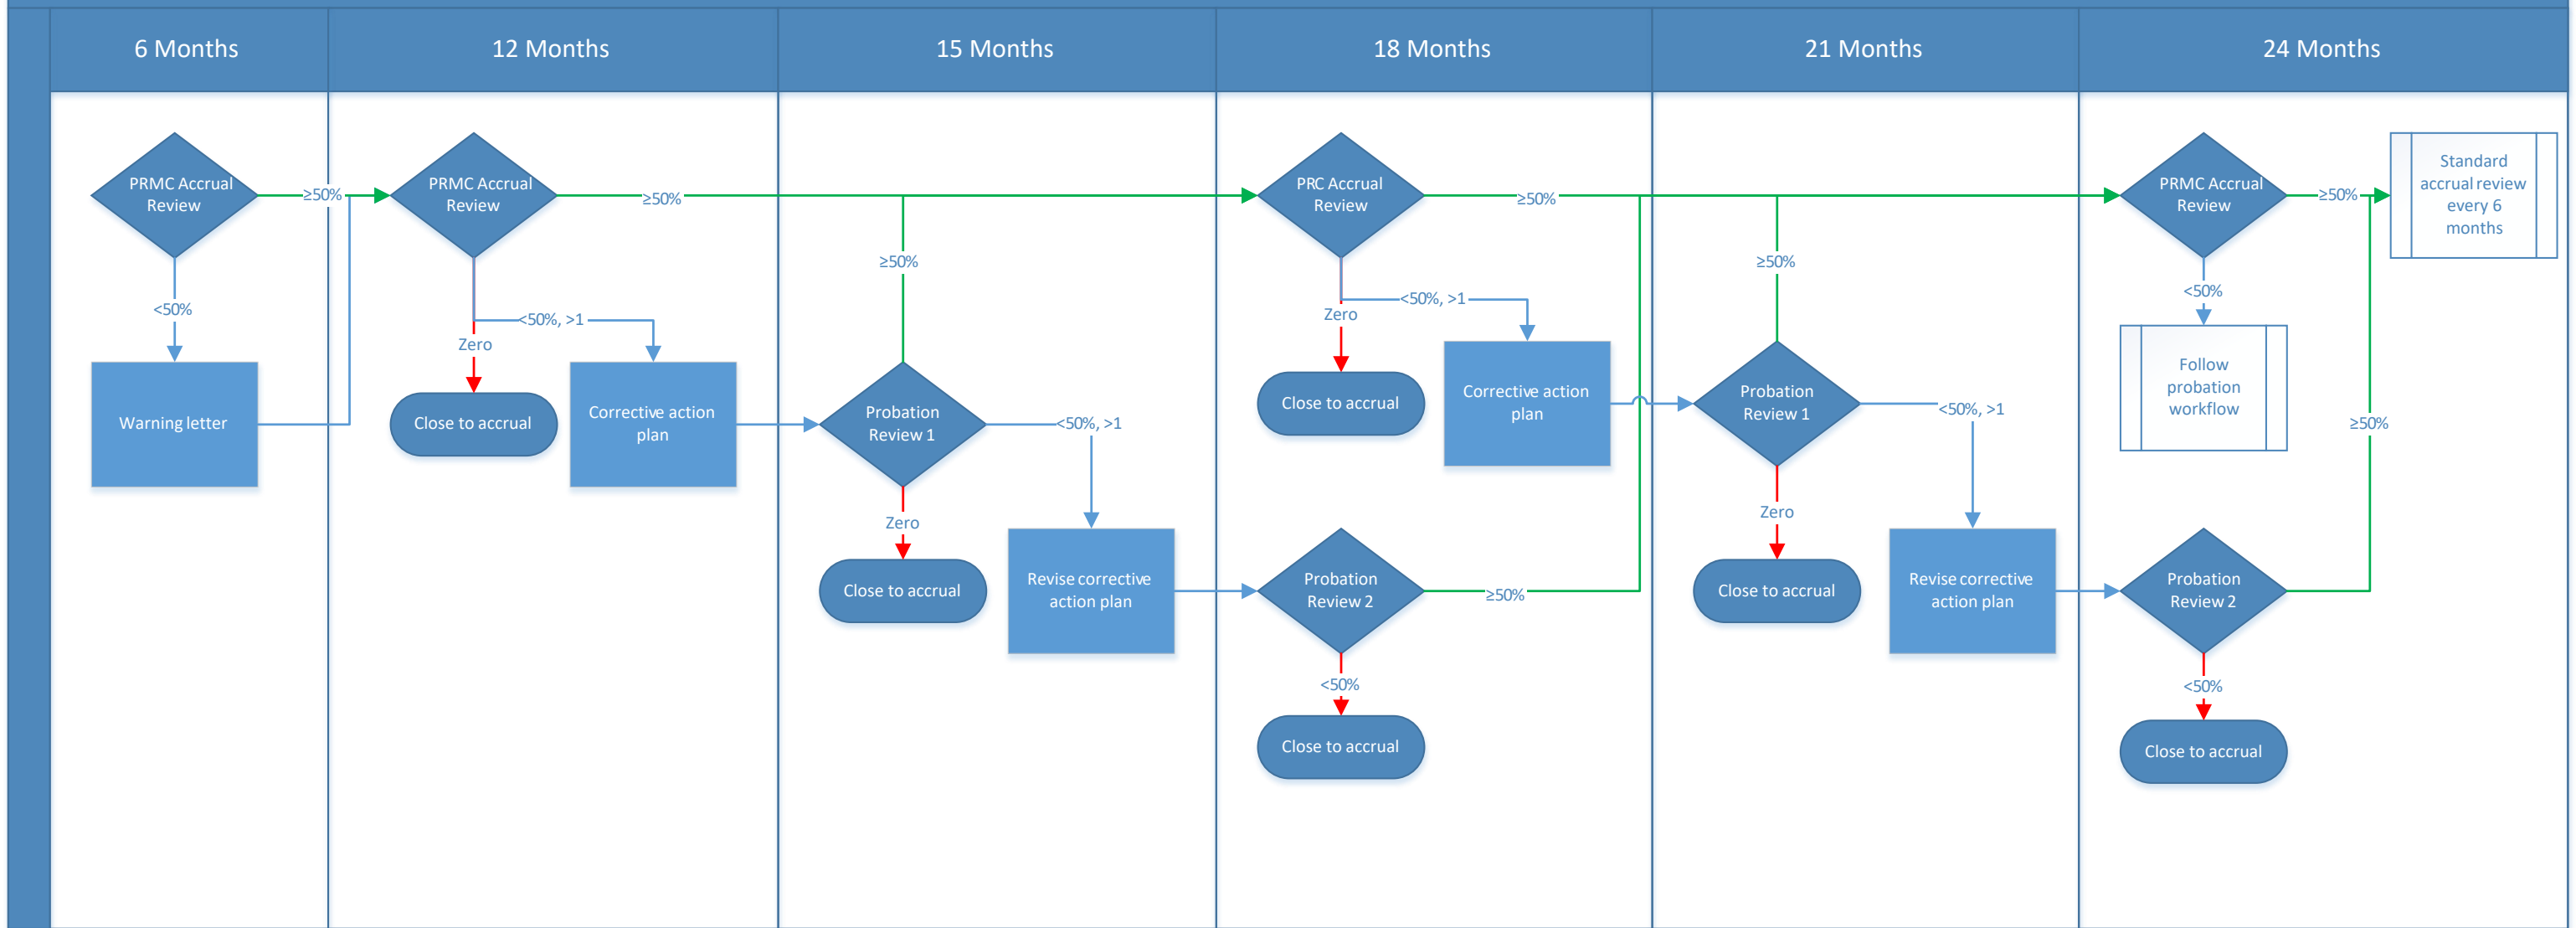 6 Months
12 Months
15 Months
18 Months
21 Months
24 Months
PRMC Accrual
Review
≥50%
<50%
Warning letter
PRMC Accrual
Review
≥50%
<50%, >1
Zero
Close to accrual
Corrective action
plan
≥50%
Probation
Review 1
<50%, >1
Zero
Close to accrual
Revise corrective
action plan
PRC Accrual
Review
≥50%
<50%, >1
Zero
Close to accrual
Corrective action
plan
Probation
Review 2
≥50%
<50%
Close to accrual
≥50%
Probation
Review 1
<50%, >1
Zero
Close to accrual
Revise corrective
action plan
PRMC Accrual
Review
≥50%
Standard
accrual review
every 6
months
<50%
Follow
probation
workflow
≥50%
Probation
Review 2
<50%
Close to accrual